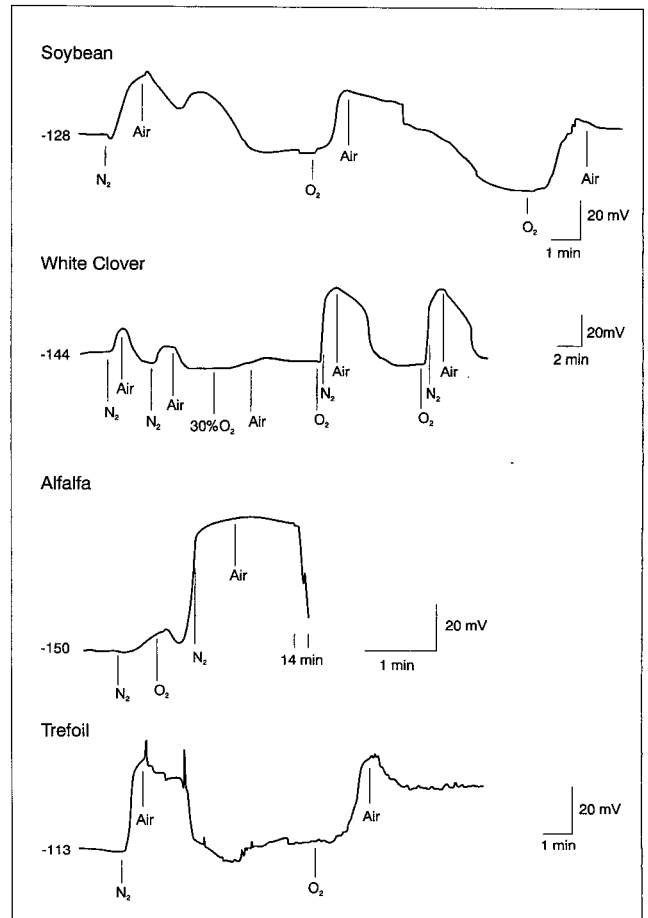 Soybean
-128
Air
Air
Air
N₂
O₂
O₂
20 mV
1 min
White Clover
-144
20mV
2 min
Air
Air
Air
N₂
Air
N₂
Air
N₂
N₂
30%O₂
O₂
O₂
Alfalfa
Air
-150
N₂
14 min
20 mV
1 min
N₂
O₂
Trefoil
Air
Air
20 mV
1 min
-113
N₂
O₂